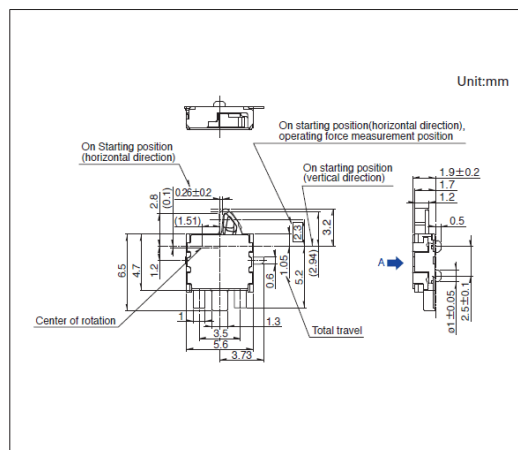 Unit:mm
On starting position(horizontal direction),
operating force measurement position
On Starting position
(horizontal direction)
On starting position
(vertical direction)
0.26±0.2
2.8
(0.1)
(1.51)
2.3
3.2
(2.94)
6.5
4.7
1.2
1.05
5.2
0.6
Center of rotation
Total travel
1
1.3
3.5
5.6
3.73
1.9±0.2
1.7
1.2
0.5
A
ø1±0.05
2.5±0.1